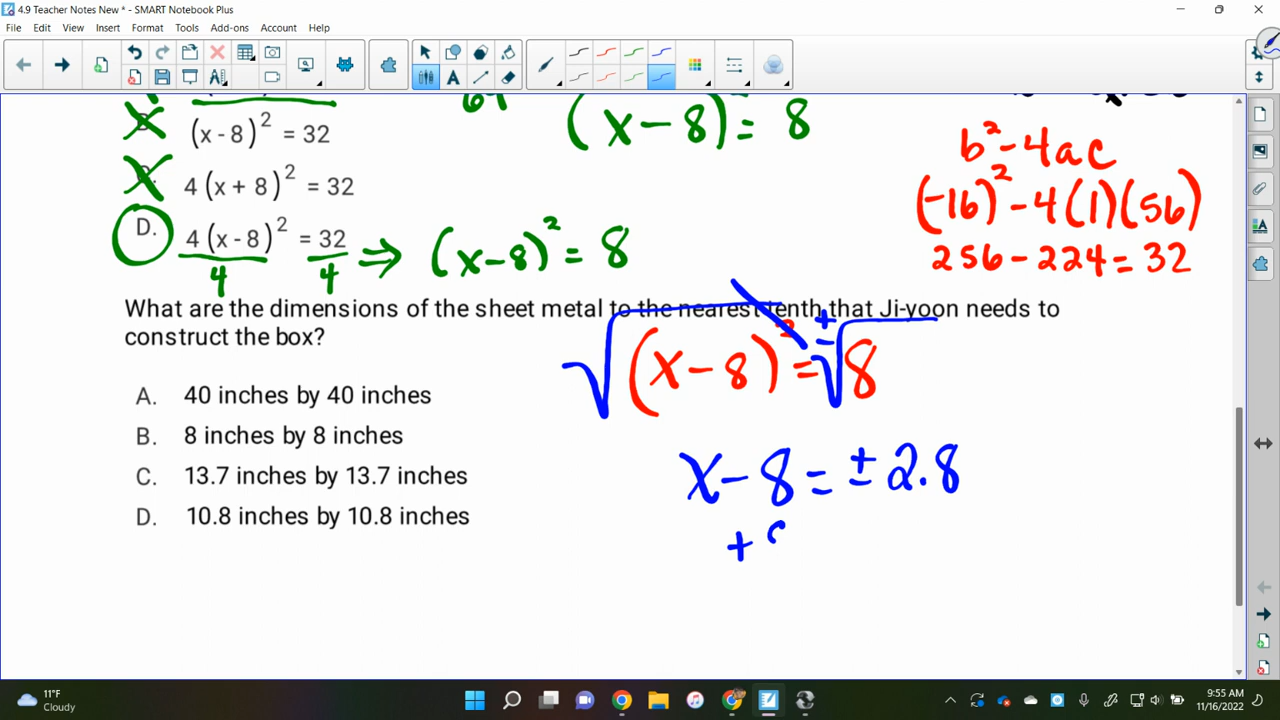 4.9 Teacher Notes New * - SMART Notebook Plus
File Edit View Insert Format Tools Add-ons Account Help
64
(x-8)² = 32
(x-8) = 8
b² - 4ac
4(x+8)² = 32
(-16)² - 4(1)(56)
256 - 224 = 32
D. 4(x-8)² = 32 ⇒ (x-8)² = 8
4 4
What are the dimensions of the sheet metal to the nearest tenth that Ji-yoon needs to
construct the box?
√(x-8)² = ±√8
A. 40 inches by 40 inches
B. 8 inches by 8 inches
C. 13.7 inches by 13.7 inches
D. 10.8 inches by 10.8 inches
x-8 = ± 2.8
+
11°F
Cloudy
9:55 AM
11/16/2022